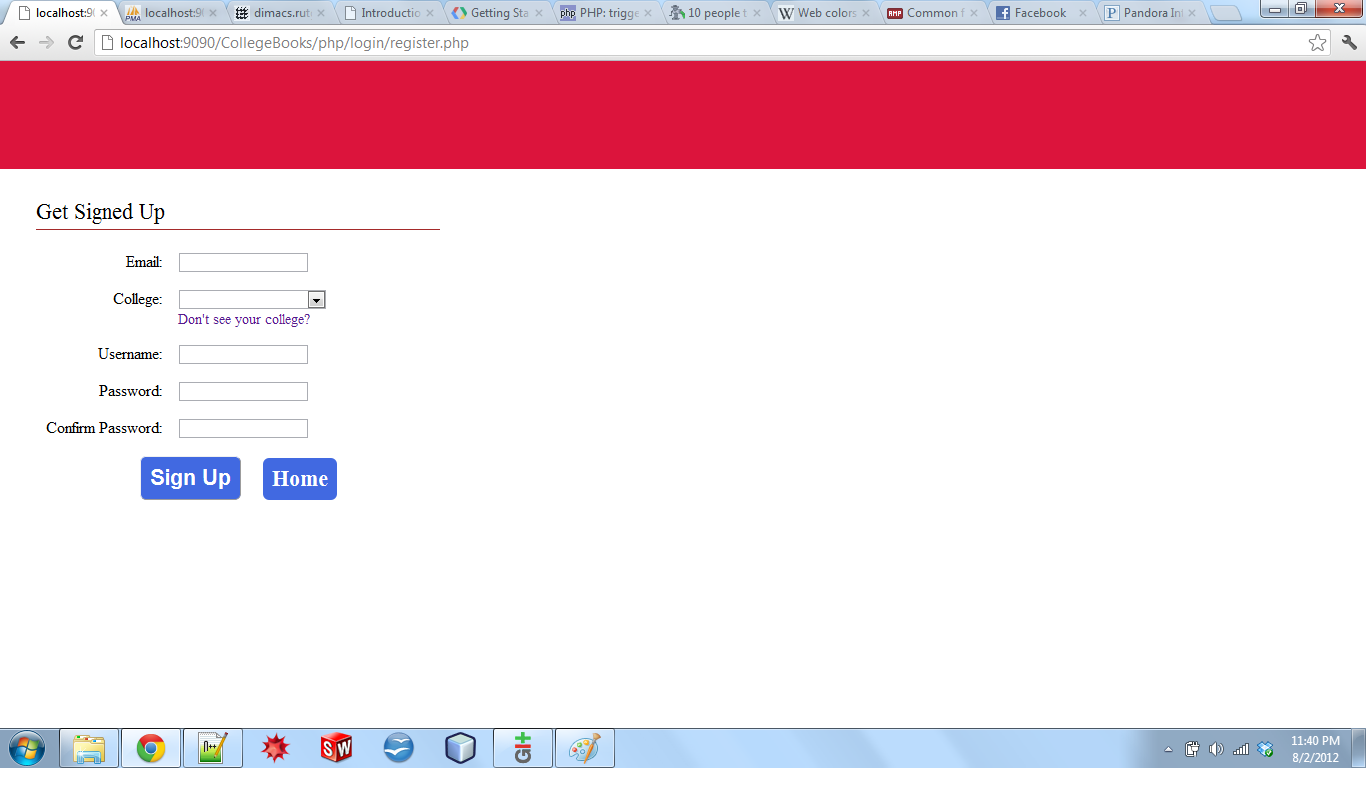 localhost:90 localhost:90 dimacs.rut Introductio Getting Sta PHP: trigge 10 people t Web colors Common f Facebook Pandora Int
localhost:9090/CollegeBooks/php/login/register.php
Get Signed Up
Email:
College:
Don't see your college?
Username:
Password:
Confirm Password:
Sign Up Home
11:40 PM
8/2/2012